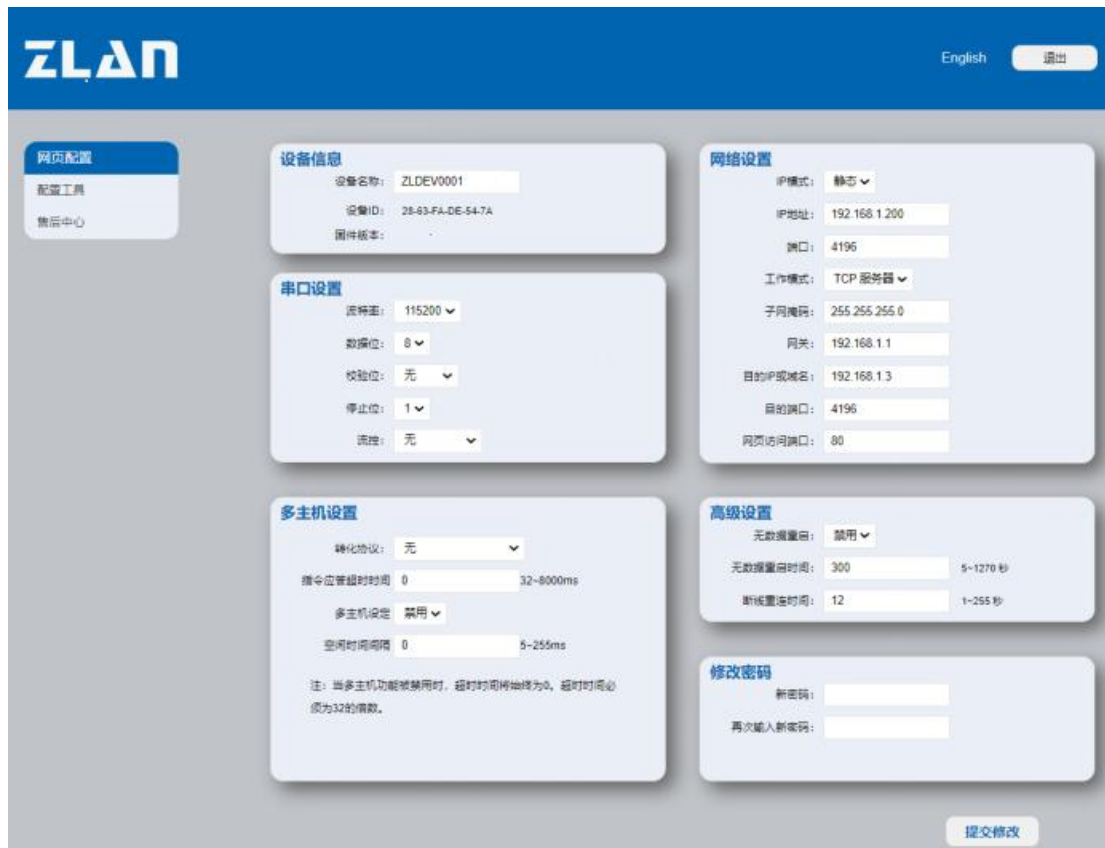 ZLAN
English
退出
网页配置
配置工具
售后中心
设备信息
设备名称: ZLDEV0001
设备ID: 28-63-FA-DE-54-7A
固件版本:
串口设置
波特率: 115200
数据位: 8
校验位: 无
停止位: 1
流控: 无
多主机设置
转化协议: 无
指令应答超时时间 0 32~8000ms
多主机设定 禁用
空闲时间间隔 0 5~255ms
注: 当多主机功能被禁用时, 超时时间将始终为0。超时时间必
须为32的倍数。
网络设置
IP模式: 静态
IP地址: 192.168.1.200
端口: 4196
工作模式: TCP 服务器
子网掩码: 255.255.255.0
网关: 192.168.1.1
目的IP或域名: 192.168.1.3
目的端口: 4196
网页访问端口: 80
高级设置
无数据重启: 禁用
无数据重启时间: 300 5~1270 秒
断线重连时间: 12 1~255 秒
修改密码
新密码:
再次输入新密码:
提交修改